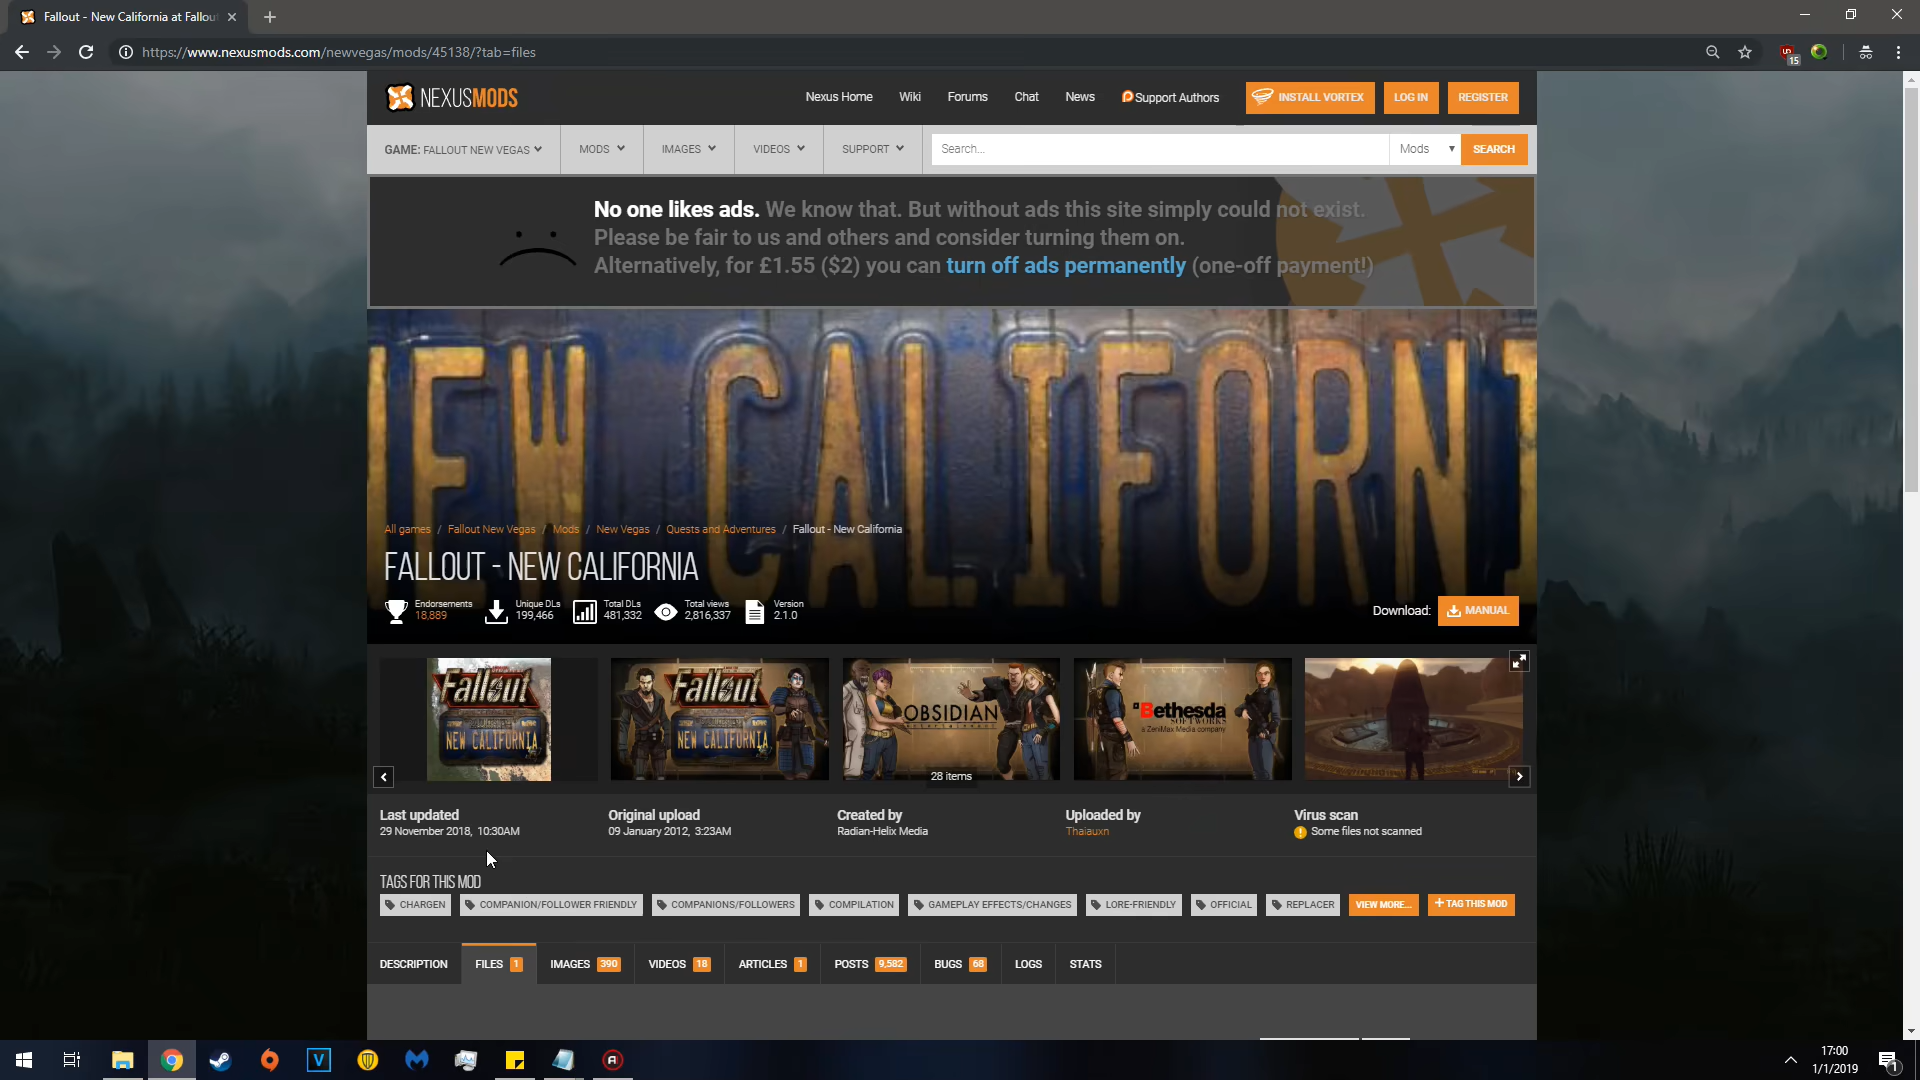 Fallout - New California at Fallou
https://www.nexusmods.com/newvegas/mods/45138/?tab=files
15
NEXUSMODS
Nexus Home
Wiki
Forums
Chat
News
Support Authors
INSTALL VORTEX
LOG IN
REGISTER
GAME: FALLOUT NEW VEGAS
MODS
IMAGES
VIDEOS
SUPPORT
Search...
Mods
SEARCH
No one likes ads. We know that. But without ads this site simply could not exist.
Please be fair to us and others and consider turning them on.
Alternatively, for £1.55 ($2) you can turn off ads permanently (one-off payment!)
NEW CALIFORNI
All games / Fallout New Vegas / Mods / New Vegas / Quests and Adventures / Fallout - New California
FALLOUT - NEW CALIFORNIA
Endorsements
18,889
Unique DLs
199,466
Total DLs
481,332
Total views
2,816,337
Version
2.1.0
Download:
MANUAL
Fallout
NEW CALIFORNIA
Fallout
NEW CALIFORNIA
OBSIDIAN
28 items
Bethesda
SOFTWORKS
a ZeniMax Media company
Last updated
29 November 2018, 10:30AM
Original upload
09 January 2012, 3:23AM
Created by
Radian-Helix Media
Uploaded by
Thaiauxn
Virus scan
Some files not scanned
TAGS FOR THIS MOD
CHARGEN
COMPANION/FOLLOWER FRIENDLY
COMPANIONS/FOLLOWERS
COMPILATION
GAMEPLAY EFFECTS/CHANGES
LORE-FRIENDLY
OFFICIAL
REPLACER
VIEW MORE...
+ TAG THIS MOD
DESCRIPTION
FILES 1
IMAGES 390
VIDEOS 18
ARTICLES 1
POSTS 9,582
BUGS 68
LOGS
STATS
17:00
1/1/2019
1